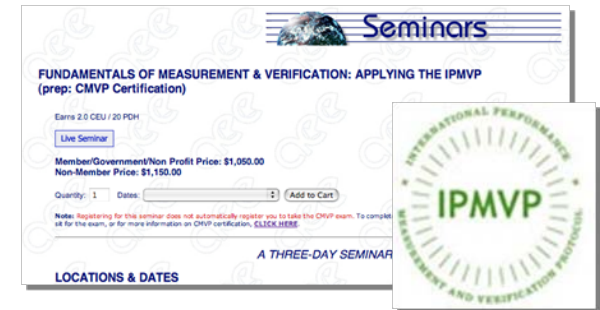 Seminars
FUNDAMENTALS OF MEASUREMENT & VERIFICATION: APPLYING THE IPMVP
(prep: CMVP Certification)
Earns 2.0 CEU / 20 PDH
Live Seminar
Member/Government/Non Profit Price: $1,050.00
Non-Member Price: $1,150.00
Quantity: 1 Dates: Add to Cart
Note: Registering for this seminar does not automatically register you to take the CMVP exam. To complet
sit for the exam, or for more information on CMVP certification, CLICK HERE.
A THREE-DAY SEMINAR
LOCATIONS & DATES
INTERNATIONAL PERFORMANCE
IPMVP
MEASUREMENT AND VERIFICATION PROTOCOL